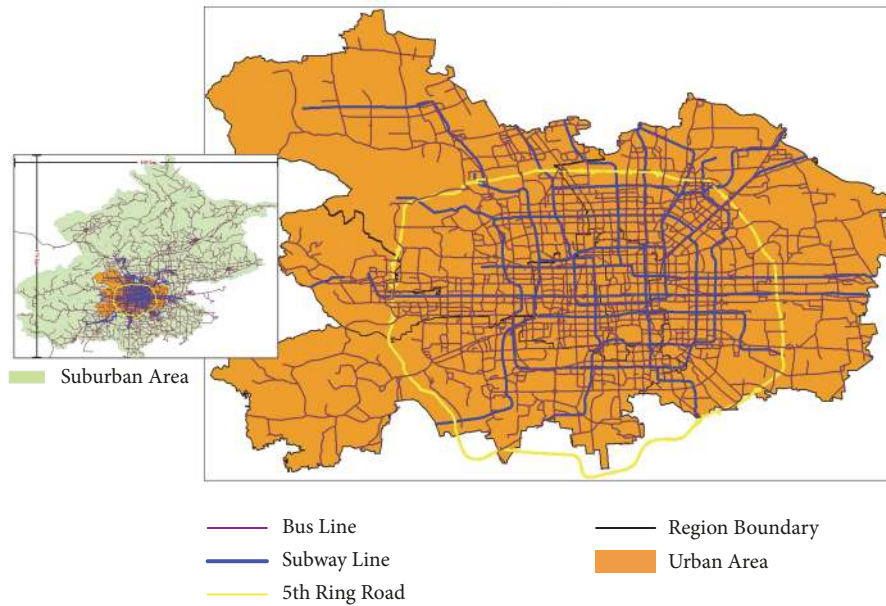 Suburban Area
Bus Line
Subway Line
5th Ring Road
Region Boundary
Urban Area